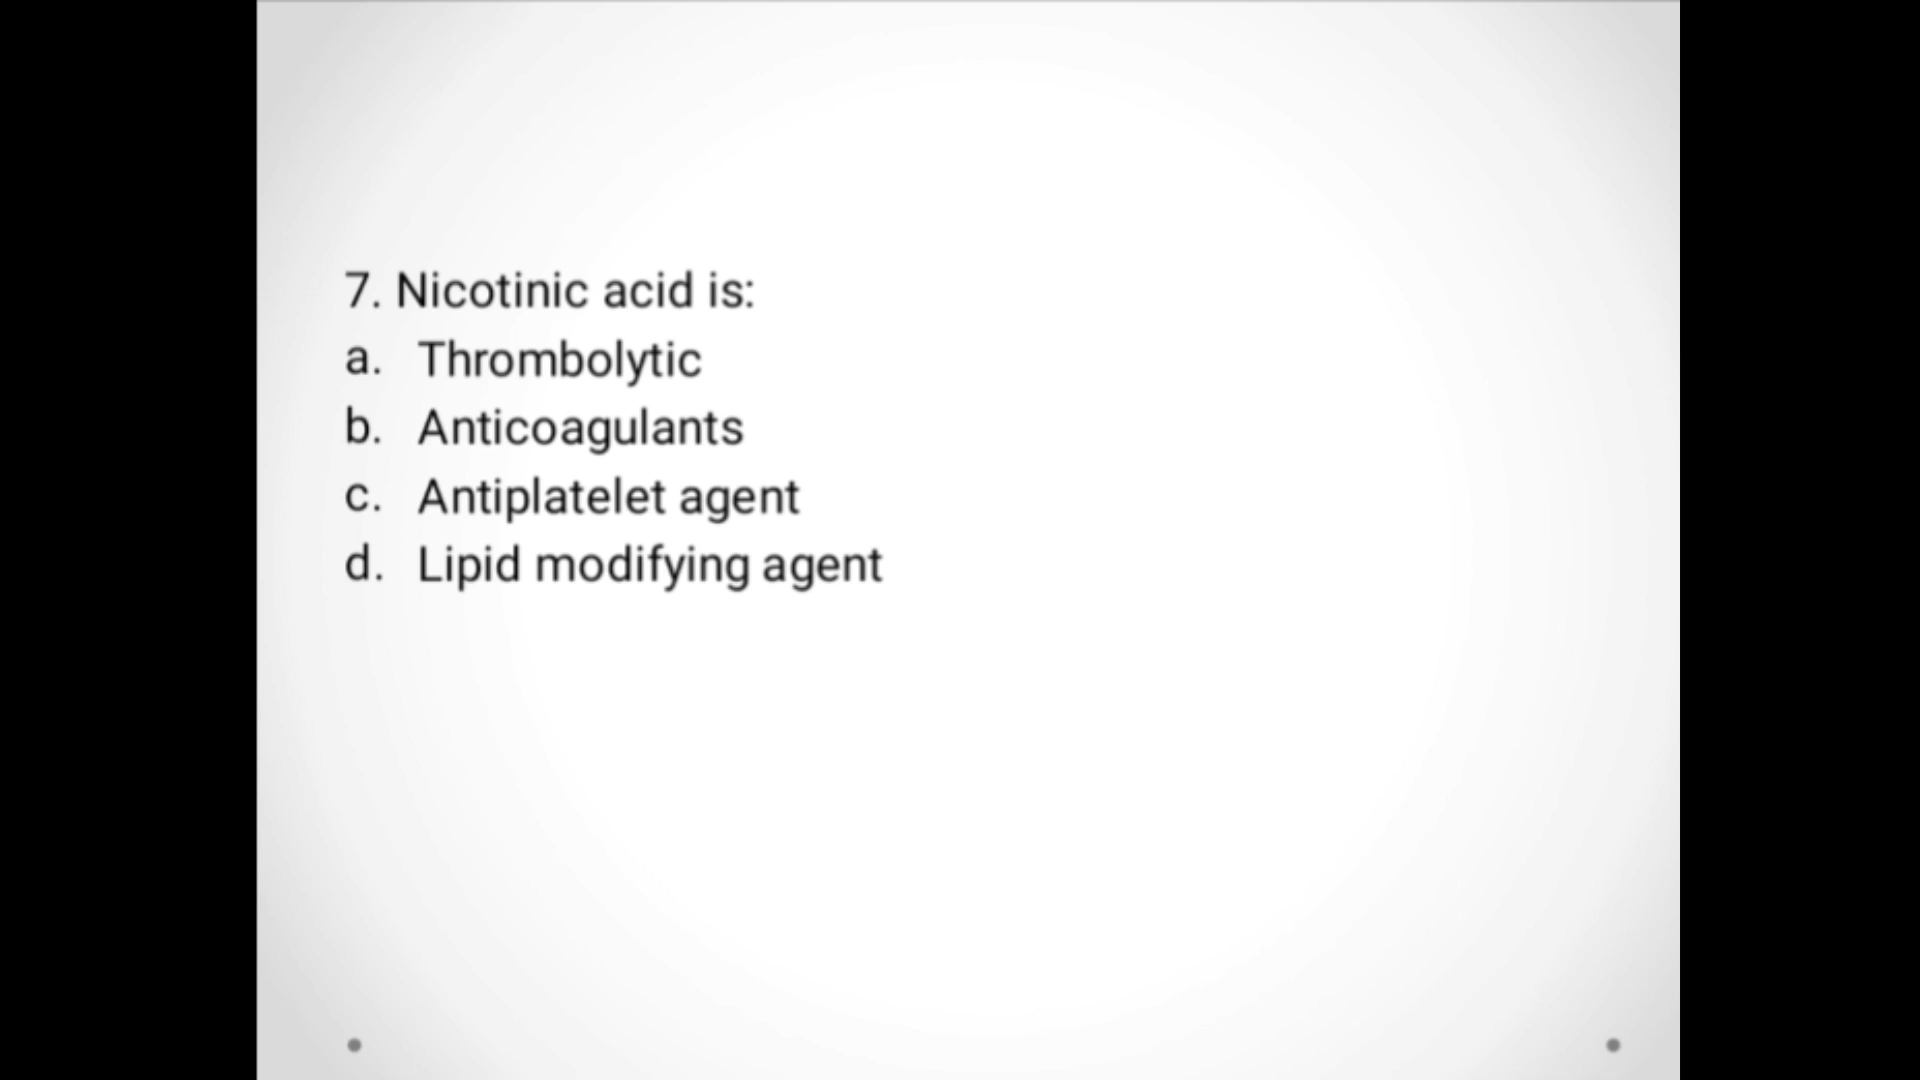 7. Nicotinic acid is:
a. Thrombolytic
b. Anticoagulants
c. Antiplatelet agent
d. Lipid modifying agent